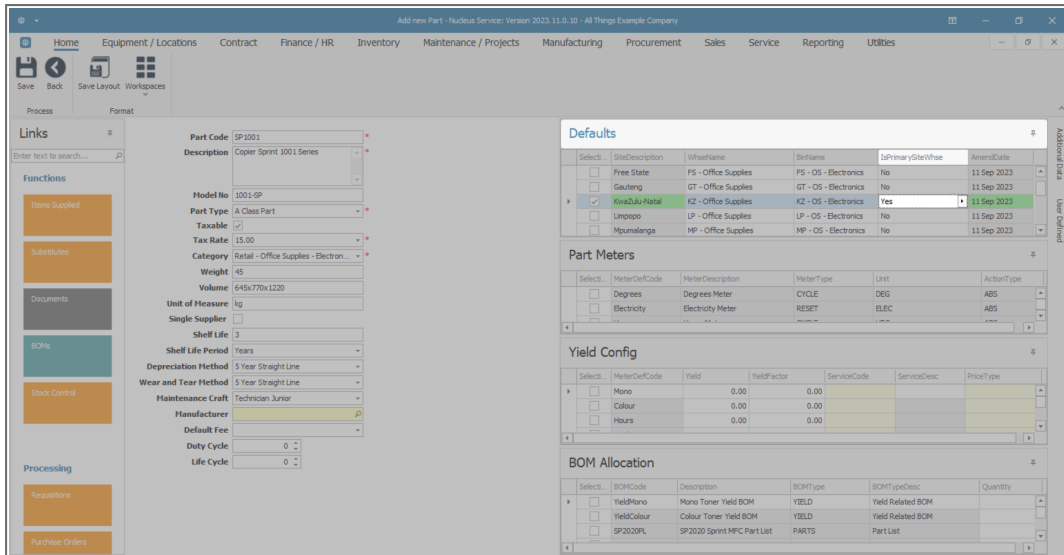 Add new Part - Nucleus Service: Version 2023.11.0.10 - All Things Example Company
Home Equipment / Locations Contract Finance / HR Inventory Maintenance / Projects Manufacturing Procurement Sales Service Reporting Utilities
Save Back Save Layout Workspaces
Process Format
Links
Enter text to search...
Functions
Items Supplied
Substitutes
Documents
BOMs
Stock Control
Processing
Requisitions
Purchase Orders
Part Code SP1001 *
Description Copier Sprint 1001 Series *
Model No 1001-SP
Part Type A Class Part *
Taxable
Tax Rate 15.00 *
Category Retail - Office Supplies - Electron... *
Weight 45
Volume 645x770x1220
Unit of Measure kg
Single Supplier
Shelf Life 3
Shelf Life Period Years
Depreciation Method 5 Year Straight Line
Wear and Tear Method 5 Year Straight Line
Maintenance Craft Technician Junior
Manufacturer
Default Fee
Duty Cycle 0
Life Cycle 0
Defaults
Selecti... SiteDescription WhseName BinName IsPrimarySiteWhse AmendDate
Free State FS - Office Supplies FS - OS - Electronics No 11 Sep 2023
Gauteng GT - Office Supplies GT - OS - Electronics No 11 Sep 2023
KwaZulu-Natal KZ - Office Supplies KZ - OS - Electronics Yes 11 Sep 2023
Limpopo LP - Office Supplies LP - OS - Electronics No 11 Sep 2023
Mpumalanga MP - Office Supplies MP - OS - Electronics No 11 Sep 2023
Part Meters
Selecti... MeterDefCode MeterDescription MeterType Unit ActionType
Degrees Degrees Meter CYCLE DEG ABS
Electricity Electricity Meter RESET ELEC ABS
Yield Config
Selecti... MeterDefCode Yield YieldFactor ServiceCode ServiceDesc PriceType
Mono 0.00 0.00
Colour 0.00 0.00
Hours 0.00 0.00
BOM Allocation
Selecti... BOMCode Description BOMType BOMTypeDesc Quantity
YieldMono Mono Toner Yield BOM YIELD Yield Related BOM
YieldColour Colour Toner Yield BOM YIELD Yield Related BOM
SP2020PL SP2020 Sprint MFC Part List PARTS Part List
Additional Data
User Defined